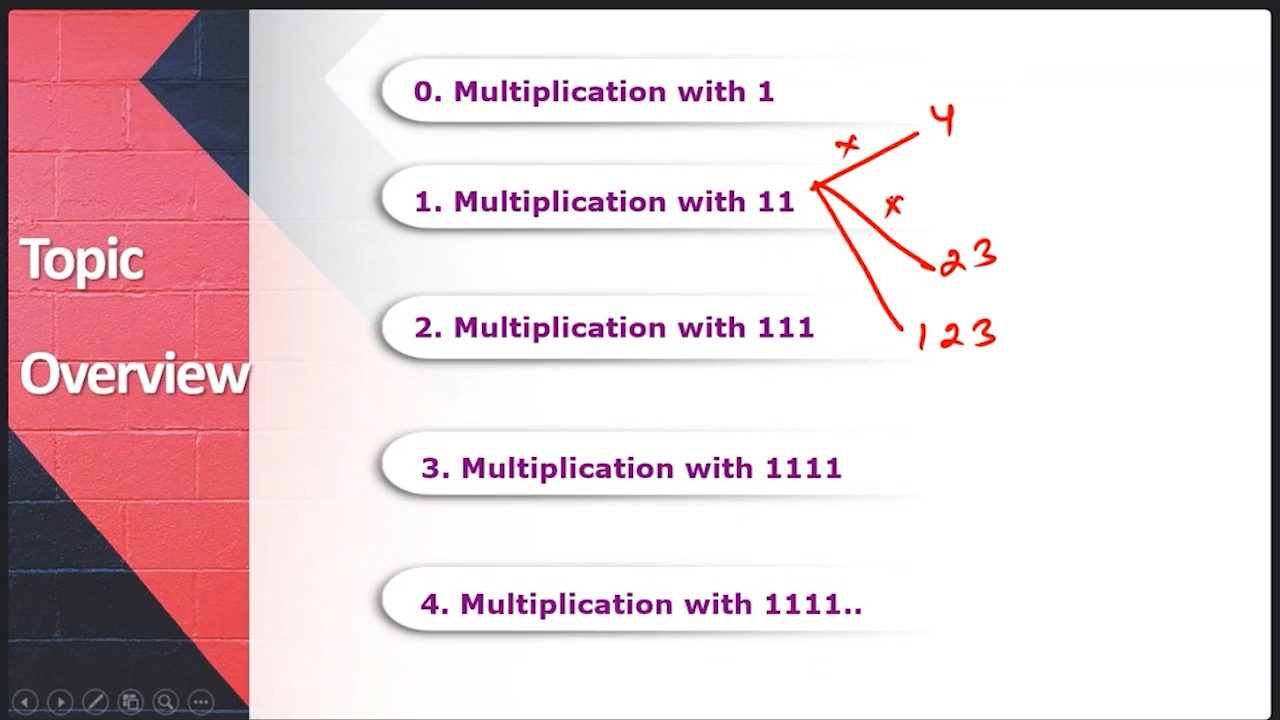 Topic
Overview
0. Multiplication with 1
1. Multiplication with 11
2. Multiplication with 111
3. Multiplication with 1111
4. Multiplication with 1111..
x 4
x 23
123